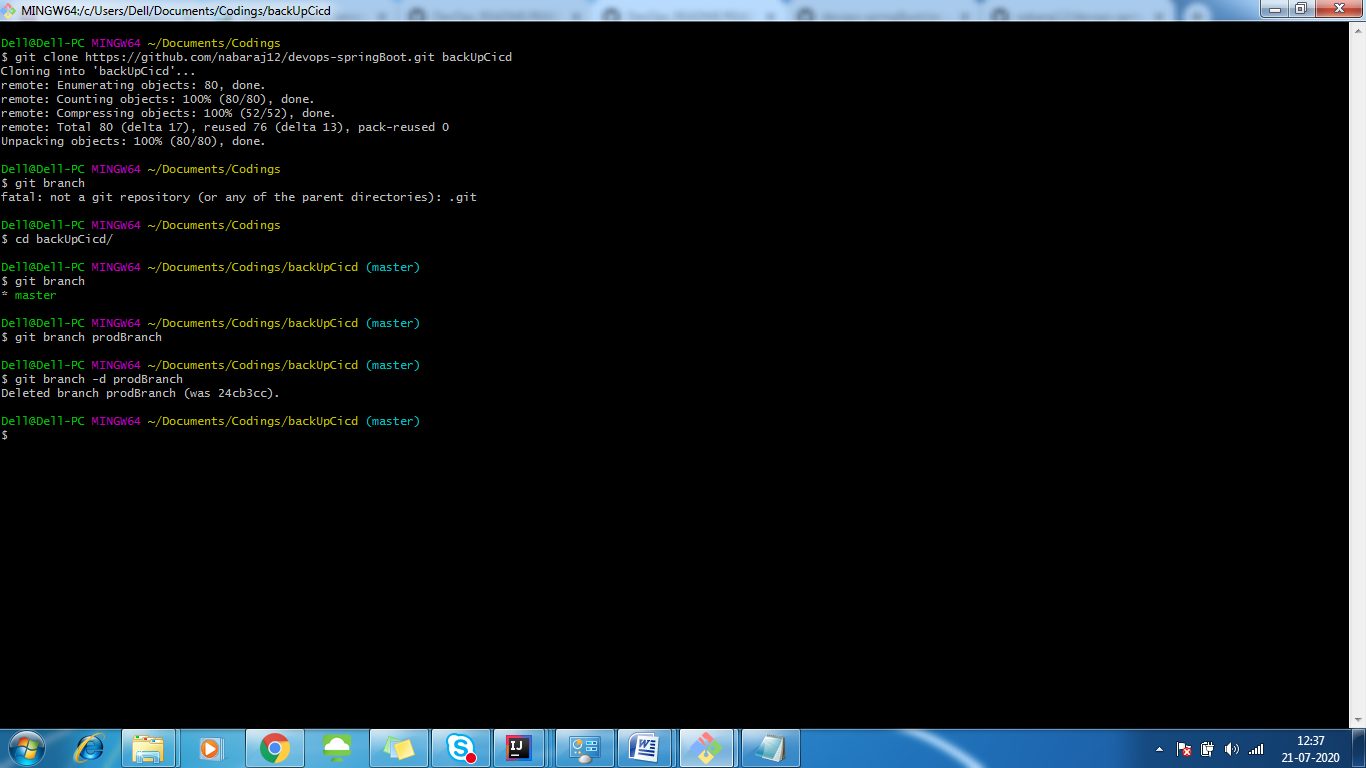 MINGW64:/c/Users/Dell/Documents/Codings/backUpCicd
Dell@Dell-PC MINGW64 ~/Documents/Codings
$ git clone https://github.com/nabaraj12/devops-springBoot.git backUpCicd
Cloning into 'backUpCicd'...
remote: Enumerating objects: 80, done.
remote: Counting objects: 100% (80/80), done.
remote: Compressing objects: 100% (52/52), done.
remote: Total 80 (delta 17), reused 76 (delta 13), pack-reused 0
Unpacking objects: 100% (80/80), done.
Dell@Dell-PC MINGW64 ~/Documents/Codings
$ git branch
fatal: not a git repository (or any of the parent directories): .git
Dell@Dell-PC MINGW64 ~/Documents/Codings
$ cd backUpCicd/
Dell@Dell-PC MINGW64 ~/Documents/Codings/backUpCicd (master)
$ git branch
* master
Dell@Dell-PC MINGW64 ~/Documents/Codings/backUpCicd (master)
$ git branch prodBranch
Dell@Dell-PC MINGW64 ~/Documents/Codings/backUpCicd (master)
$ git branch -d prodBranch
Deleted branch prodBranch (was 24cb3cc).
Dell@Dell-PC MINGW64 ~/Documents/Codings/backUpCicd (master)
$
12:37
21-07-2020